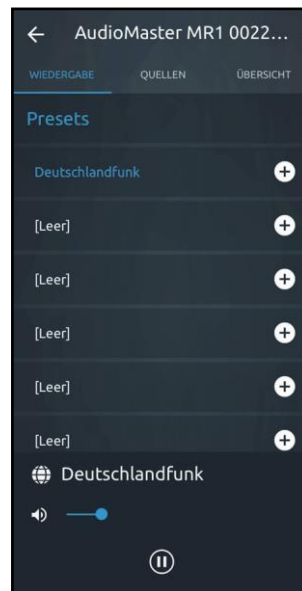 AudioMaster MR1 0022...
WIEDERGABE QUELLEN ÜBERSICHT
Presets
Deutschlandfunk
[Leer]
[Leer]
[Leer]
[Leer]
[Leer]
Deutschlandfunk